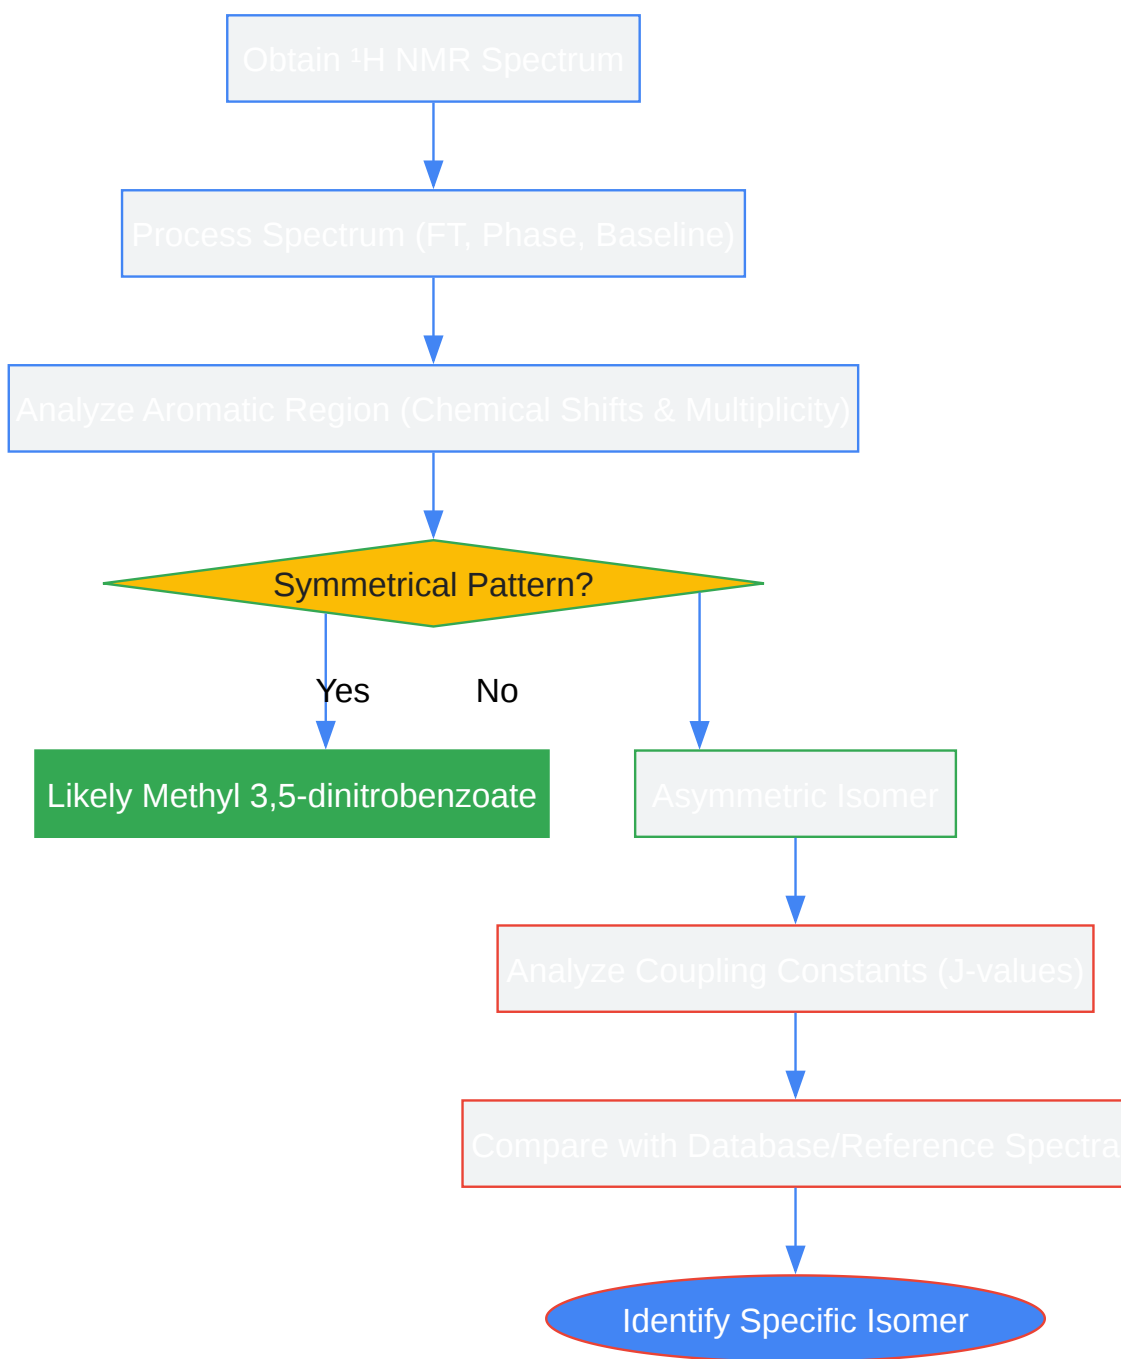 Obtain ¹H NMR Spectrum
Process Spectrum (FT, Phase, Baseline)
Analyze Aromatic Region (Chemical Shifts & Multiplicity)
Symmetrical Pattern?
Yes
No
Likely Methyl 3,5-dinitrobenzoate
Asymmetric Isomer
Analyze Coupling Constants (J-values)
Compare with Database/Reference Spectra
Identify Specific Isomer